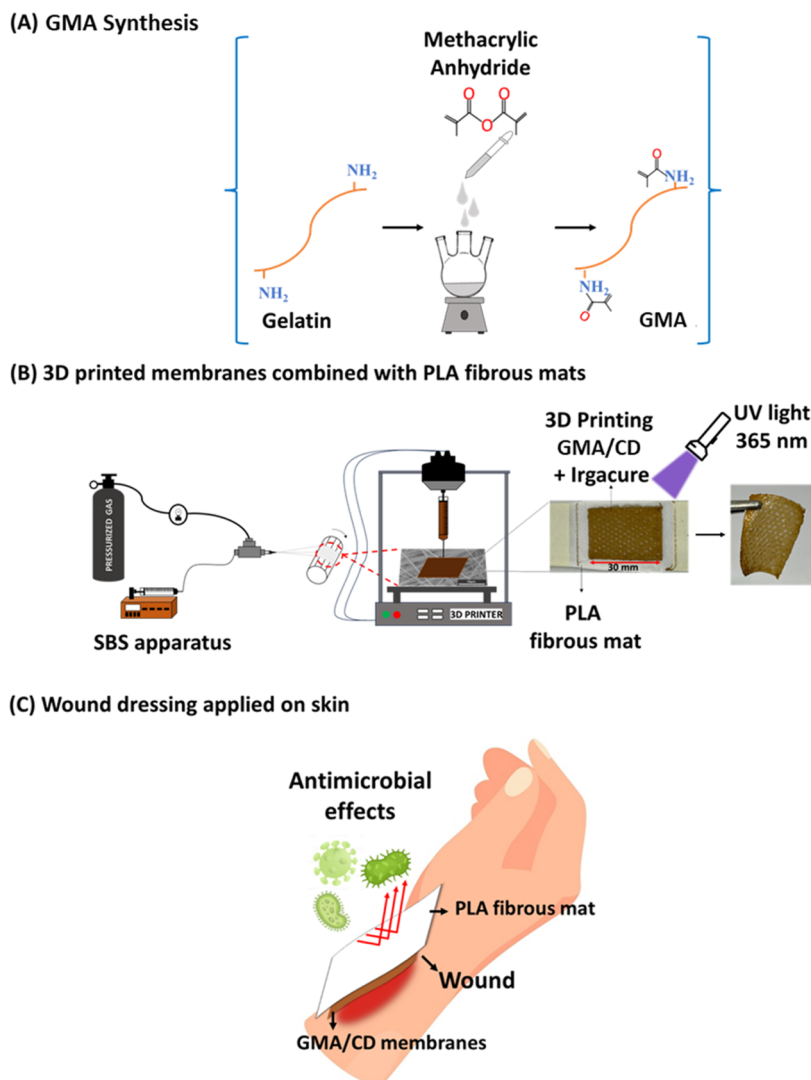 (A) GMA Synthesis
Methacrylic
Anhydride
O
O
O
NH2
NH2
Gelatin
O
NH2
NH2
O
GMA
(B) 3D printed membranes combined with PLA fibrous mats
PRESSURIZED GAS
SBS apparatus
3D PRINTER
3D Printing
GMA/CD
+ Irgacure
UV light
365 nm
30 mm
PLA
fibrous mat
(C) Wound dressing applied on skin
Antimicrobial
effects
PLA fibrous mat
Wound
GMA/CD membranes